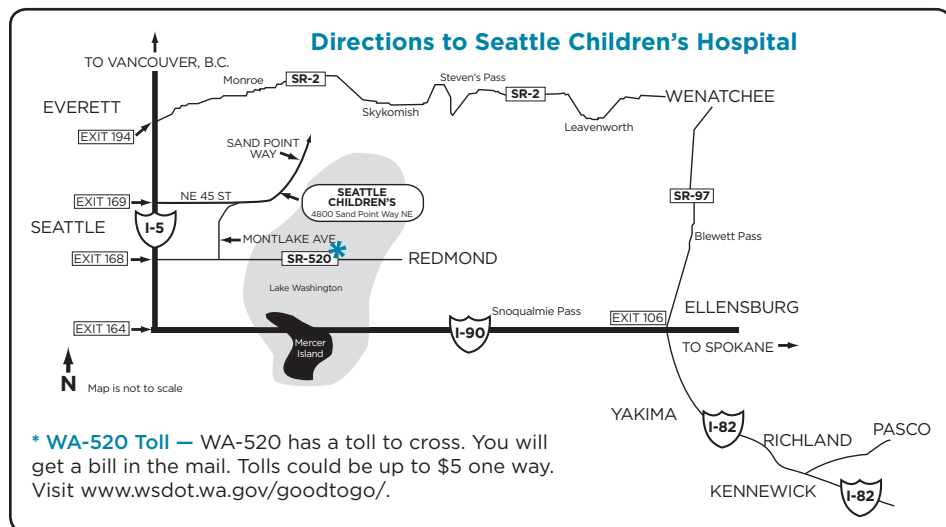 Directions to Seattle Children's Hospital
TO VANCOUVER, B.C.
Monroe
SR-2
Steven's Pass
SR-2
WENATCHEE
EVERETT
Skykomish
Leavenworth
EXIT 194
SAND POINT
WAY
SEATTLE
CHILDREN'S
4800 Sand Point Way NE
EXIT 169
NE 45 ST
SR-97
SEATTLE
I-5
MONTLAKE AVE
*
Blewett Pass
EXIT 168
SR-520
REDMOND
Lake Washington
Snoqualmie Pass
EXIT 106
ELLENSBURG
EXIT 164
I-90
Mercer
Island
TO SPOKANE
N
Map is not to scale
YAKIMA
I-82
RICHLAND
PASCO
KENNEWICK
I-82
* WA-520 Toll — WA-520 has a toll to cross. You will
get a bill in the mail. Tolls could be up to $5 one way.
Visit www.wsdot.wa.gov/goodtogo/.